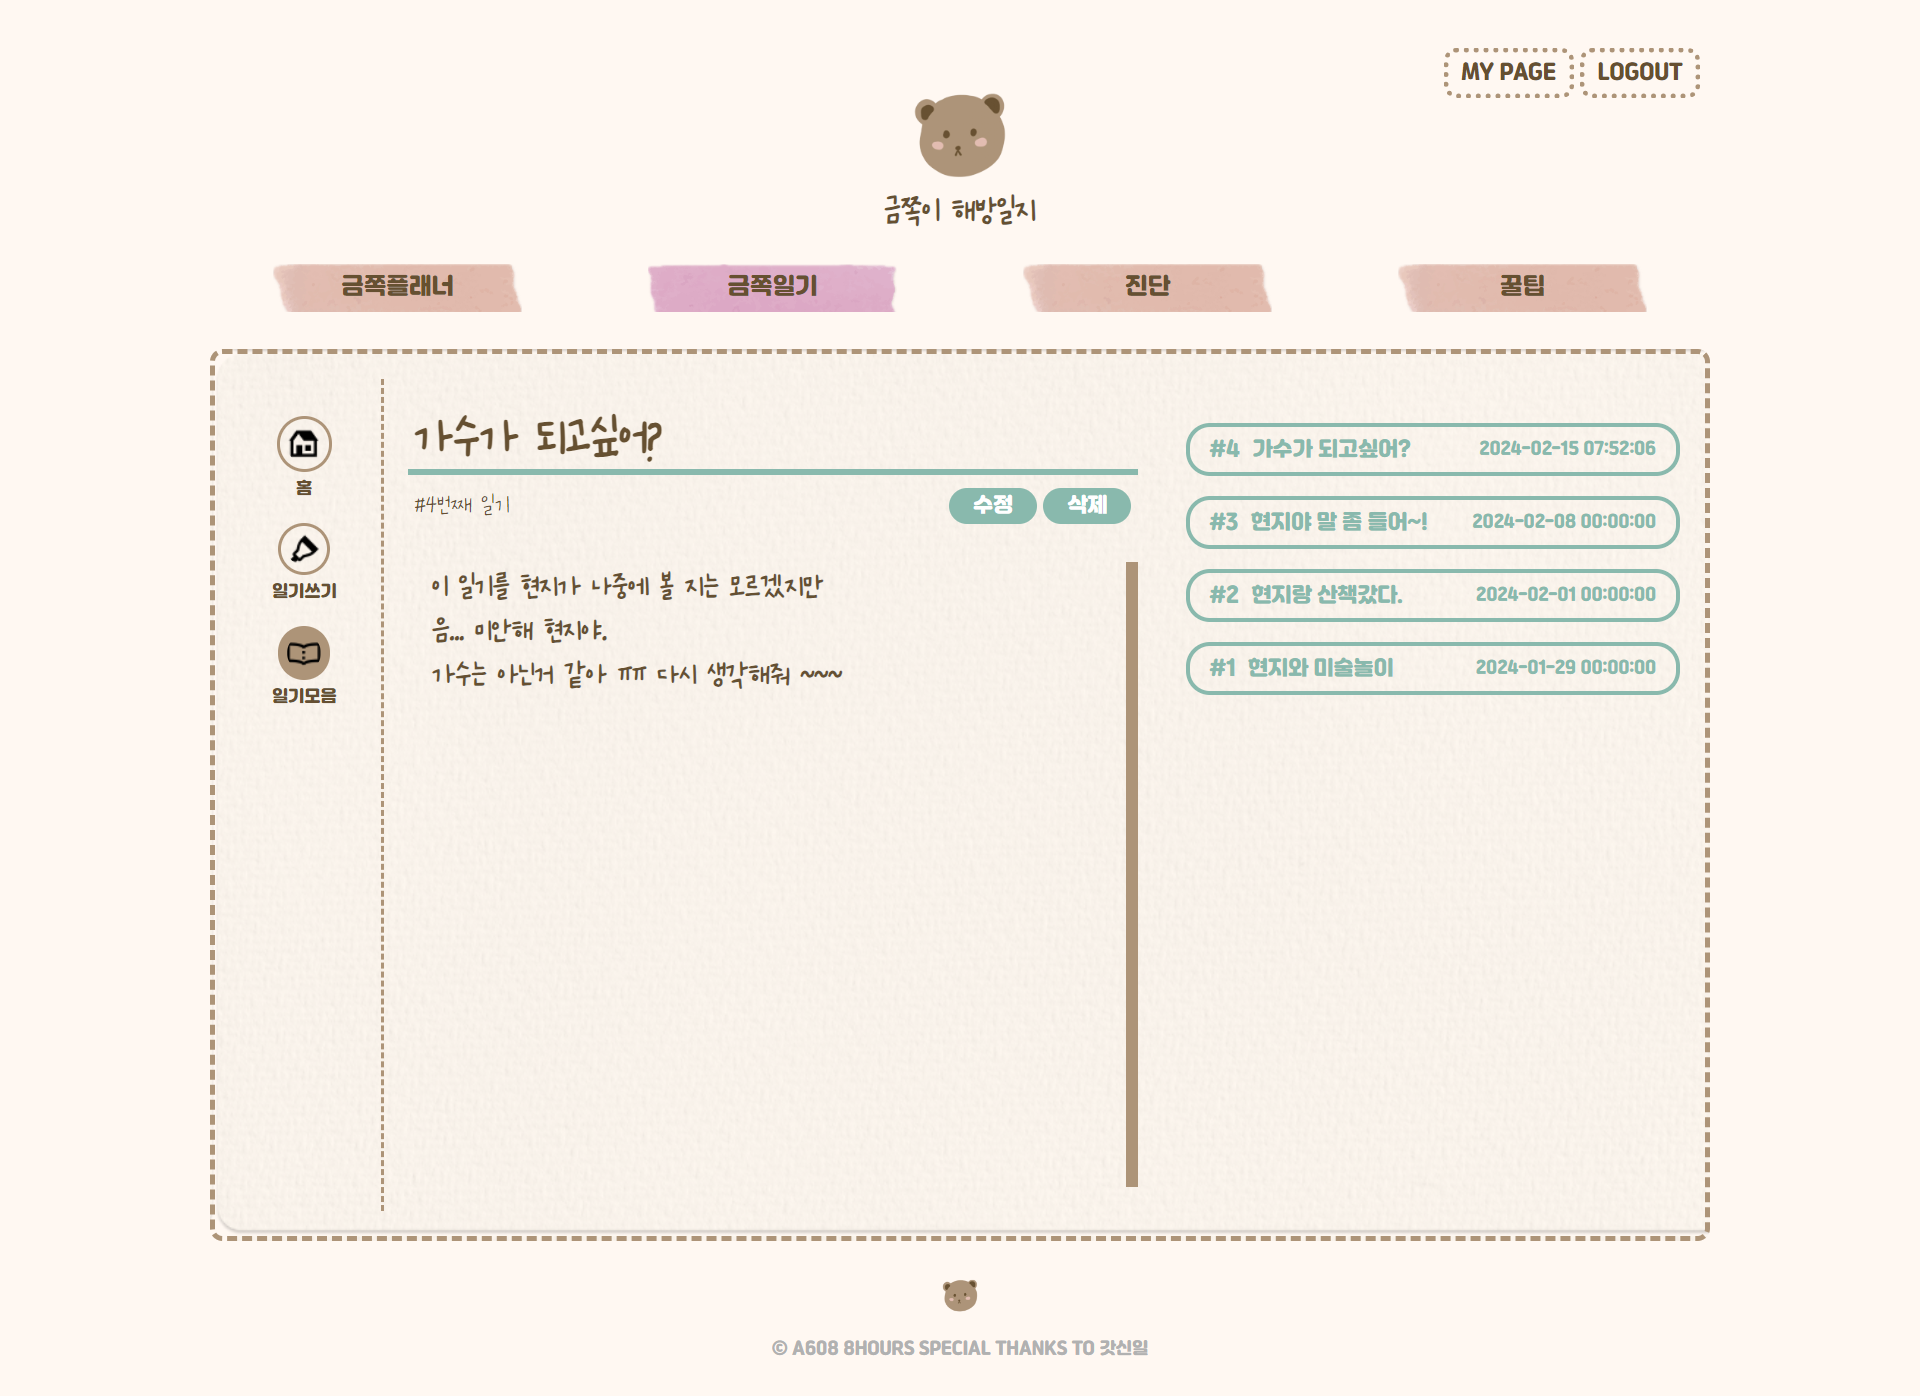 MY PAGE
LOGOUT
금쪽이 해방일지
금쪽플래너
금쪽일기
진단
꿀팁
홈
일기쓰기
일기모음
가수가 되고싶어?
#4번째 일기
수정
삭제
이 일기를 현지가 나중에 볼 지는 모르겠지만
음... 미안해 현지야.
가수는 아닌거 같아 ㅠㅠ 다시 생각해줘 ~~~
#4 가수가 되고싶어? 2024-02-15 07:52:06
#3 현지야 말 좀 들어~! 2024-02-08 00:00:00
#2 현지랑 산책갔다. 2024-02-01 00:00:00
#1 현지와 미술놀이 2024-01-29 00:00:00
© A608 8HOURS SPECIAL THANKS TO 갓신일